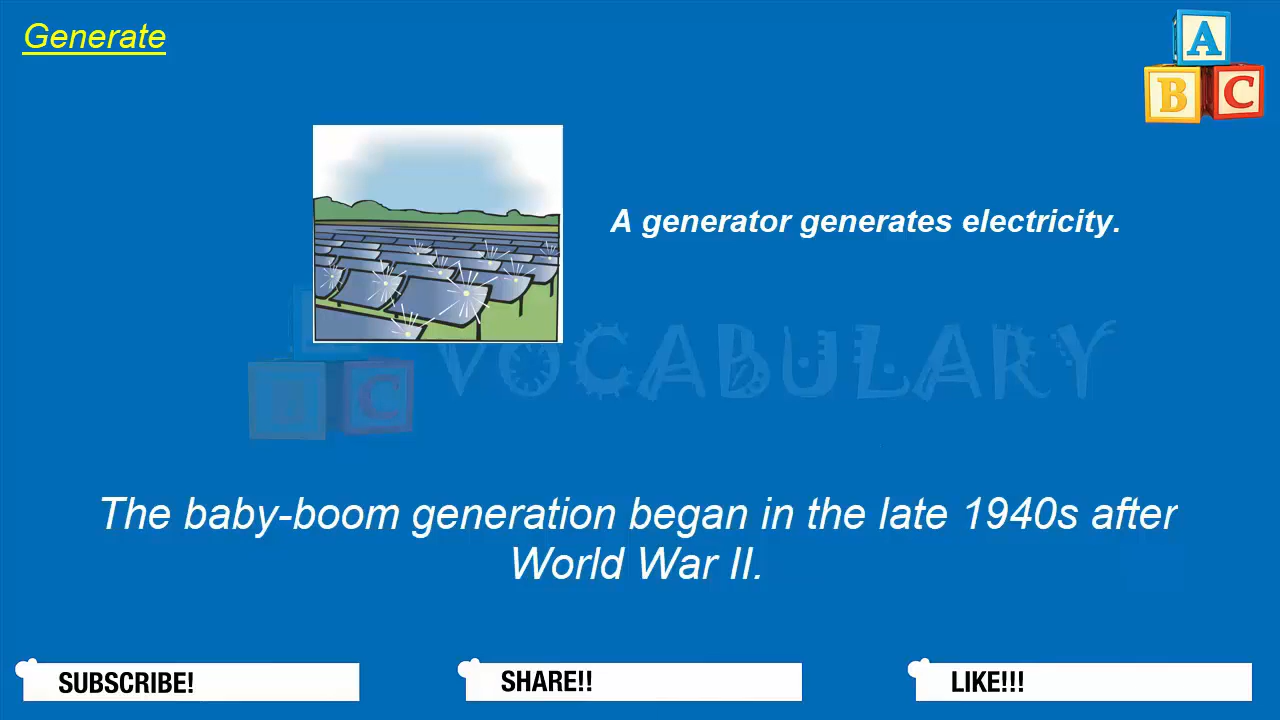 Generate
A
B C
A generator generates electricity.
VOCABULARY
B C
The baby-boom generation began in the late 1940s after
World War II.
SUBSCRIBE!
SHARE!!
LIKE!!!